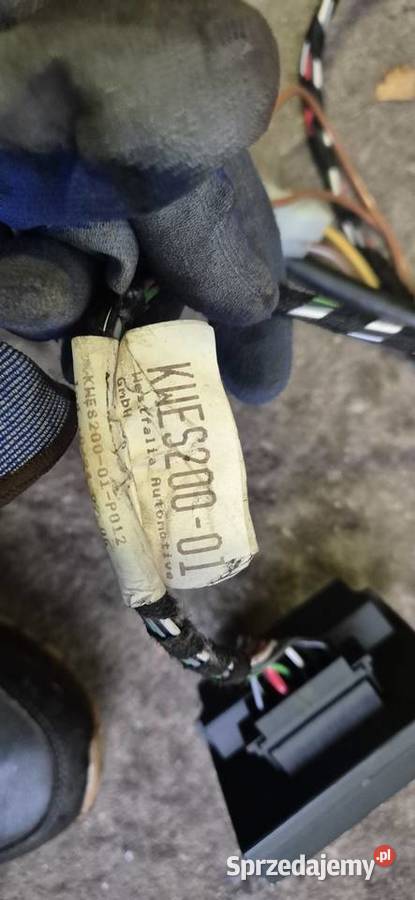 KWES200-01
Westfalia Automotive
GmbH
KWES200-01-P012
Sprzedajemy.pl